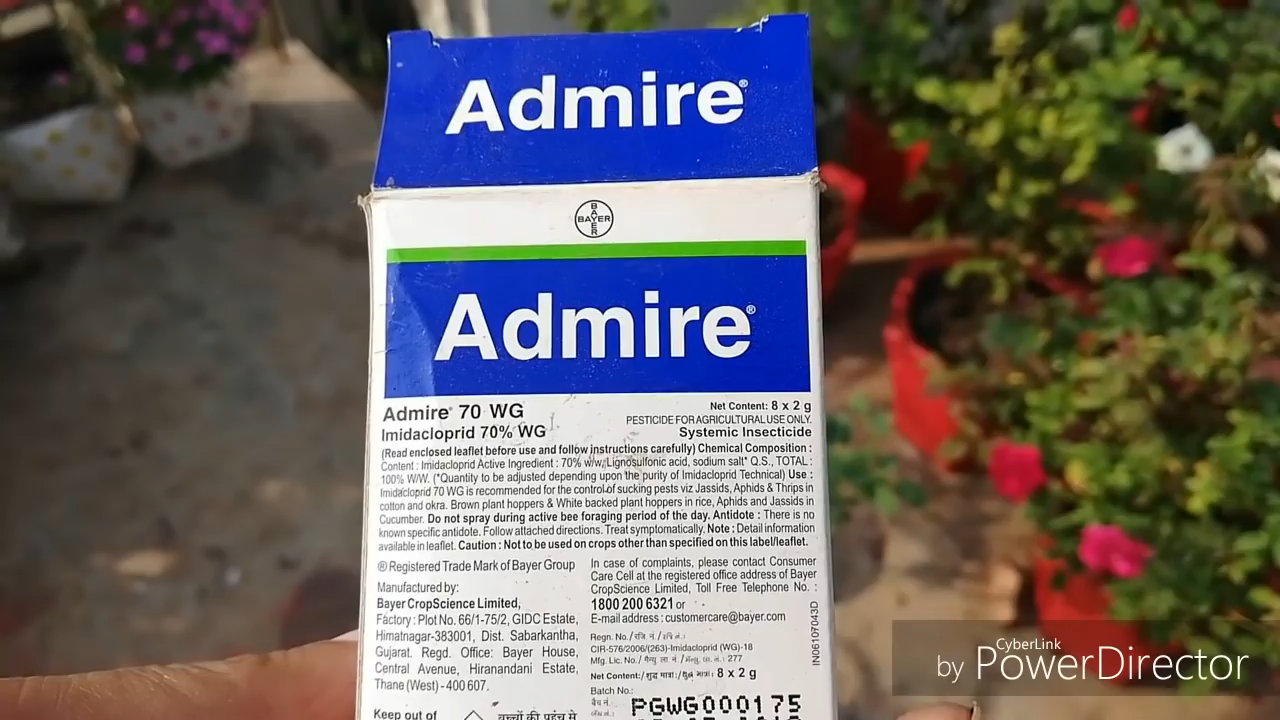 Admire®
BAYER
BAYER
Admire®
Admire® 70 WG
Imidacloprid 70% WG
Net Content: 8 x 2 g
PESTICIDE FOR AGRICULTURAL USE ONLY.
Systemic Insecticide
(Read enclosed leaflet before use and follow instructions carefully) Chemical Composition :
Content : Imidacloprid Active Ingredient : 70% w/w, Lignosulfonic acid, sodium salt* Q.S., TOTAL :
100% W/W. (*Quantity to be adjusted depending upon the purity of Imidacloprid Technical) Use :
Imidacloprid 70 WG is recommended for the control of sucking pests viz Jassids, Aphids & Thrips in
cotton and okra. Brown plant hoppers & White backed plant hoppers in rice, Aphids and Jassids in
Cucumber. Do not spray during active bee foraging period of the day. Antidote : There is no
known specific antidote. Follow attached directions. Treat symptomatically. Note : Detail information
available in leaflet. Caution : Not to be used on crops other than specified on this label/leaflet.
® Registered Trade Mark of Bayer Group
Manufactured by:
Bayer CropScience Limited,
Factory : Plot No. 66/1-75/2, GIDC Estate,
Himatnagar-383001, Dist. Sabarkantha,
Gujarat. Regd. Office: Bayer House,
Central Avenue, Hiranandani Estate,
Thane (West) - 400 607.
Keep out of
वच्चों की पहुंच से
In case of complaints, please contact Consumer
Care Cell at the registered office address of Bayer
CropScience Limited, Toll Free Telephone No. :
1800 200 6321 or
E-mail address : customercare@bayer.com
Regn. No./
CIR-576/2006/(263)-Imidacloprid (WG)-18
Mfg. Lic. No./ : 277
Net Content:/शुद्ध मात्रा:/ 8 x 2 g
Batch No.:
बैच नं.
PGWG000175
IN06107043D
CyberLink
by PowerDirector